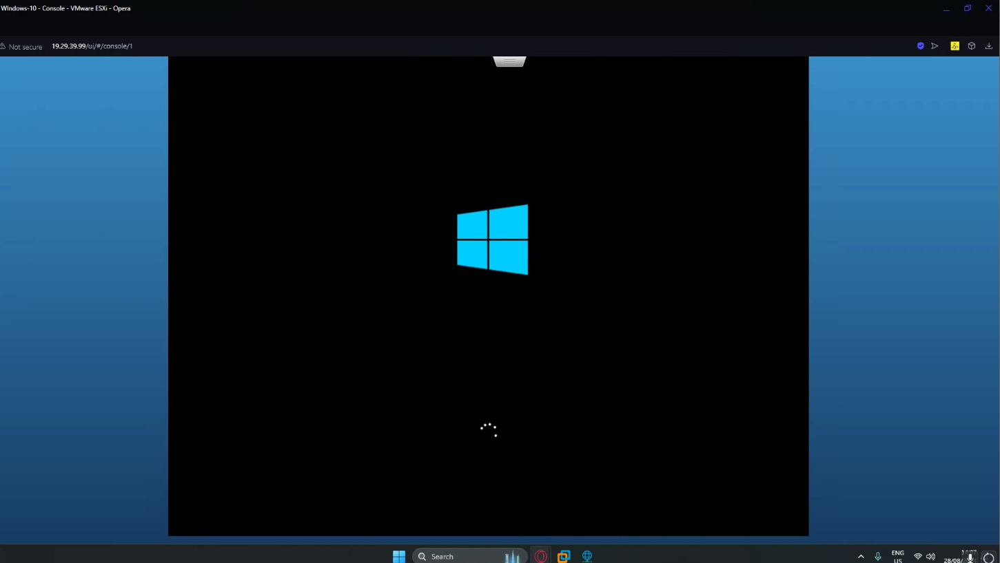 WIndows-10 - Console - VMware ESXi - Opera
Not secure
19.29.39.99/ui/#/console/1
Search
ENG
US
28/08/